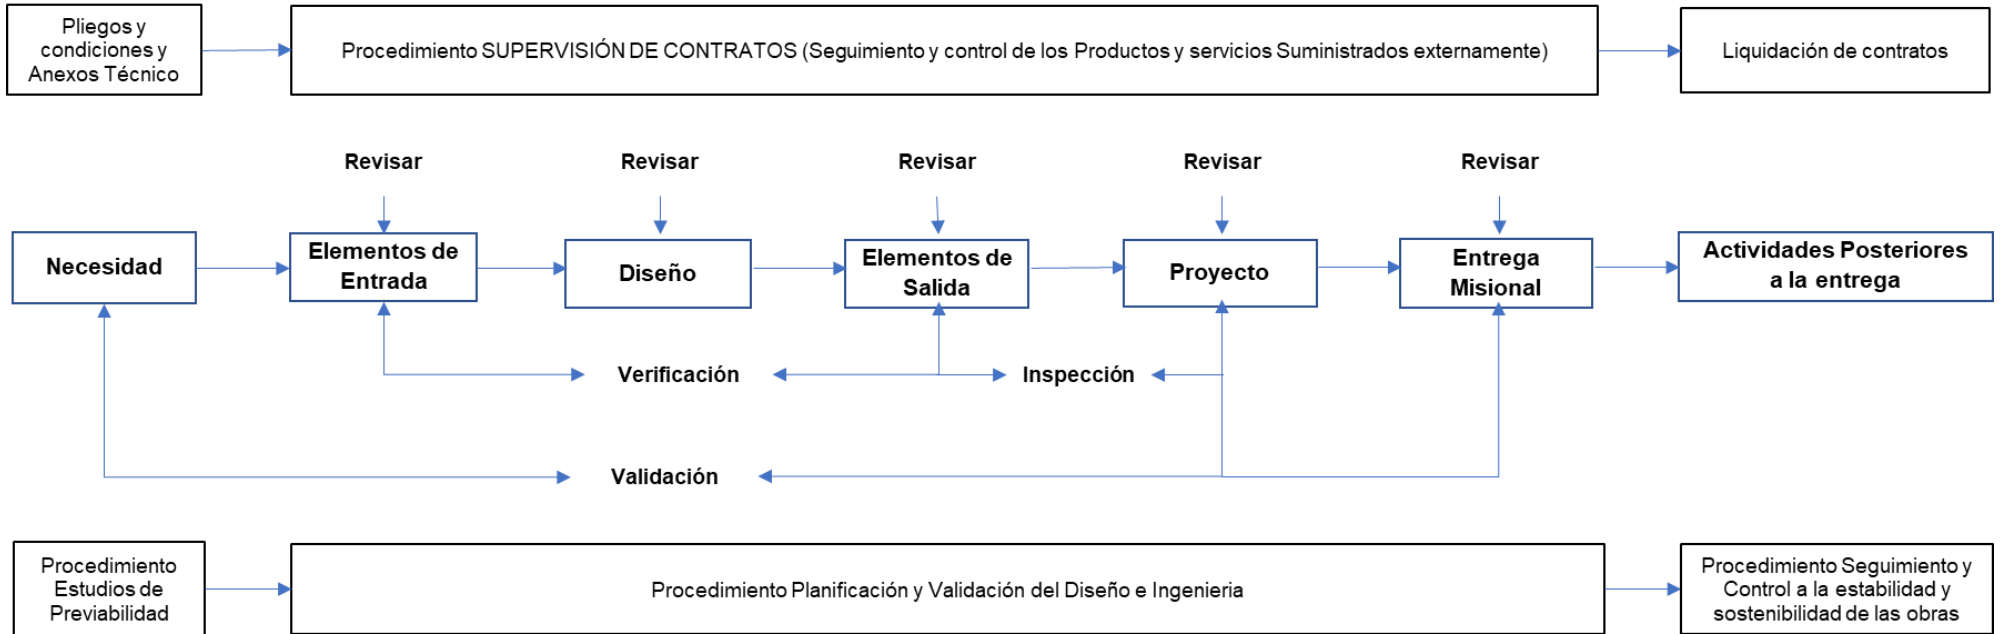 Pliegos y
condiciones y
Anexos Técnico
Procedimiento SUPERVISIÓN DE CONTRATOS (Seguimiento y control de los Productos y servicios Suministrados externamente)
Liquidación de contratos
Revisar
Revisar
Revisar
Revisar
Revisar
Necesidad
Elementos de
Entrada
Diseño
Elementos de
Salida
Proyecto
Entrega
Misional
Actividades Posteriores
a la entrega
Verificación
Inspección
Validación
Procedimiento
Estudios de
Previabilidad
Procedimiento Planificación y Validación del Diseño e Ingenieria
Procedimiento Seguimiento y
Control a la estabilidad y
sostenibilidad de las obras